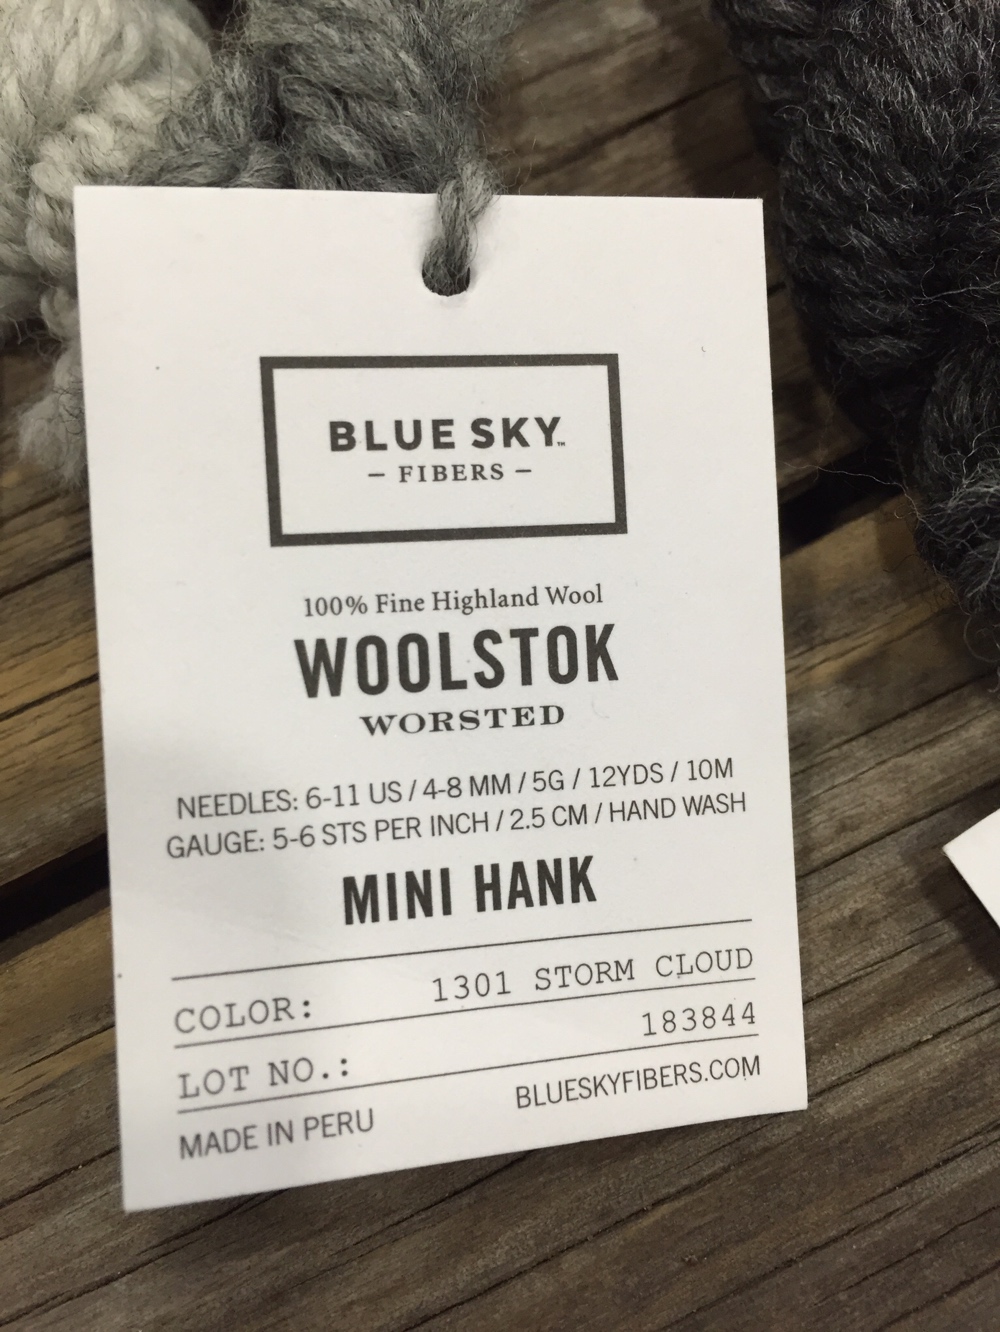 BLUE SKY™
– FIBERS –
100% Fine Highland Wool
WOOLSTOK
WORSTED
NEEDLES: 6-11 US / 4-8 MM / 5G / 12YDS / 10M
GAUGE: 5-6 STS PER INCH / 2.5 CM / HAND WASH
MINI HANK
COLOR: 1301 STORM CLOUD
LOT NO.: 183844
MADE IN PERU BLUESKYFIBERS.COM